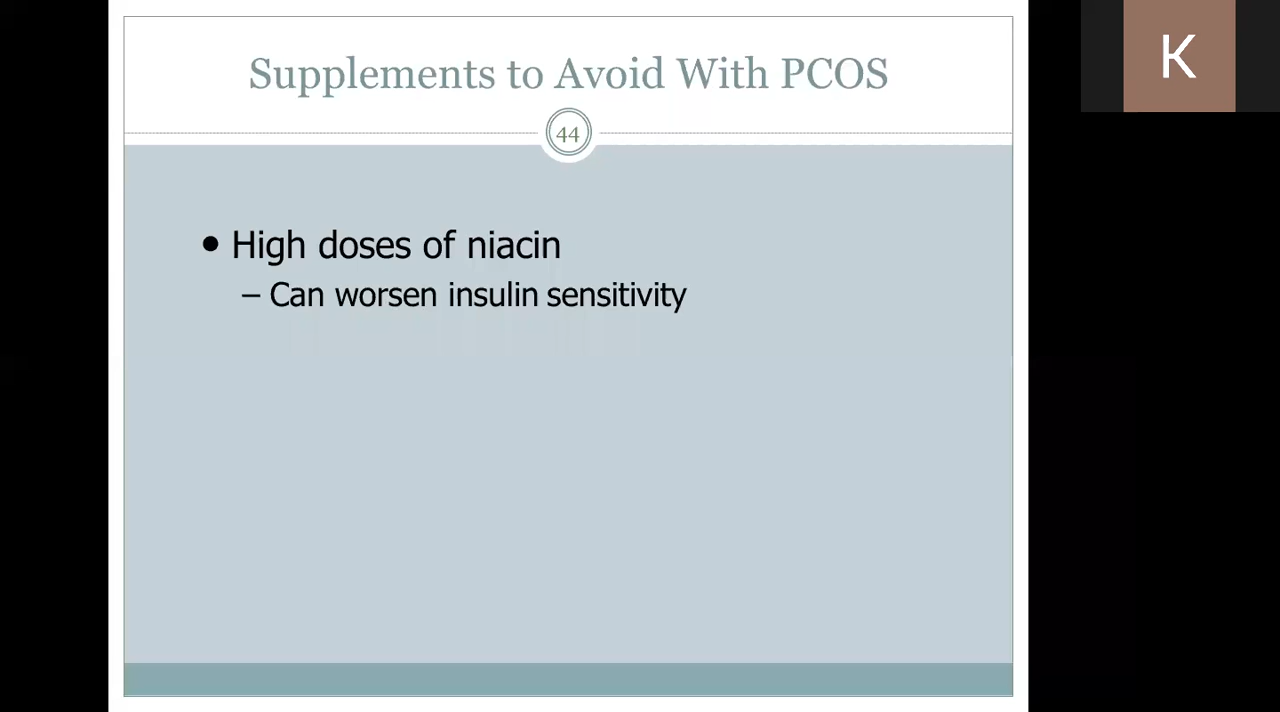 Supplements to Avoid With PCOS
44
• High doses of niacin
– Can worsen insulin sensitivity
K